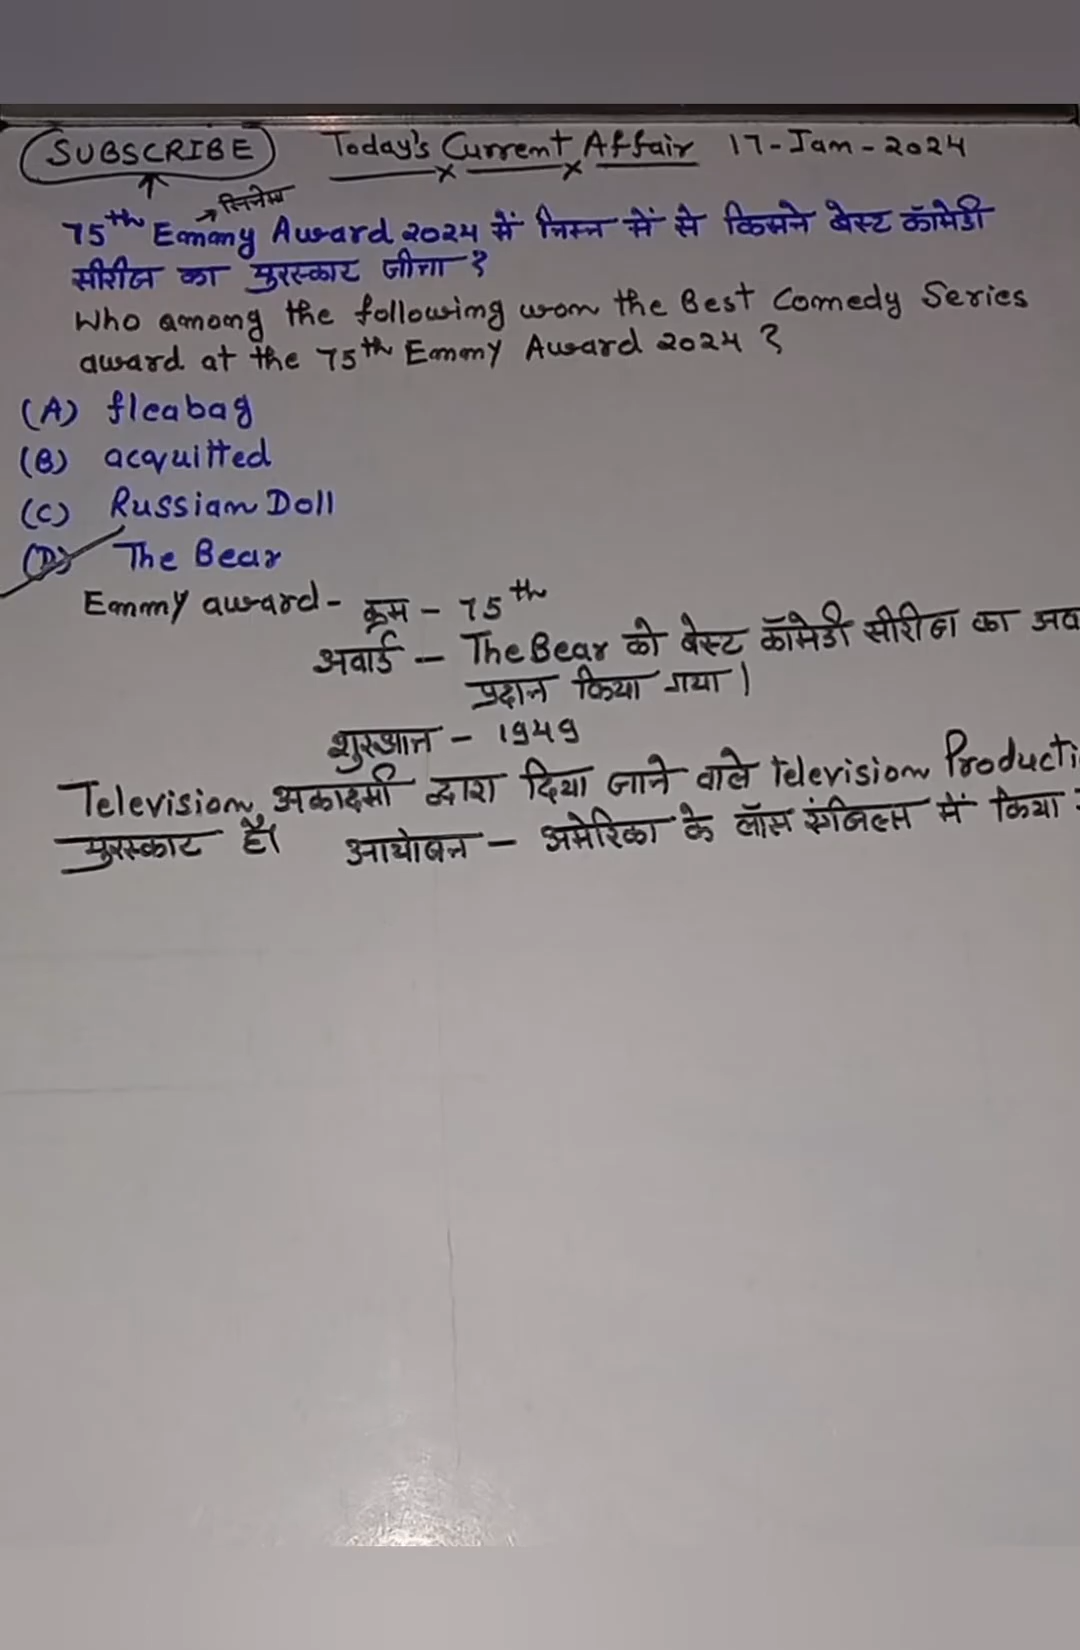 SUBSCRIBE Today's Current Affair 17-Jan-2024
सिनेमा
75th Emmy Award 2024 में निम्न में से किसने बेस्ट कॉमेडी
सीरीज का पुरस्कार जीता ?
Who among the following won the Best Comedy Series
award at the 75th Emmy Award 2024 ?
(A) fleabag
(B) acquitted
(C) Russian Doll
(D) The Bear
Emmy award - क्रम - 75th
अवार्ड - The Bear को बेस्ट कॉमेडी सीरीज का अव
प्रदान किया गया।
शुरुआत - 1949
Television अकादमी द्वारा दिया जाने वाले Television Producti
पुरस्कार है। आयोजन - अमेरिका के लॉस एंजिल्स में किया